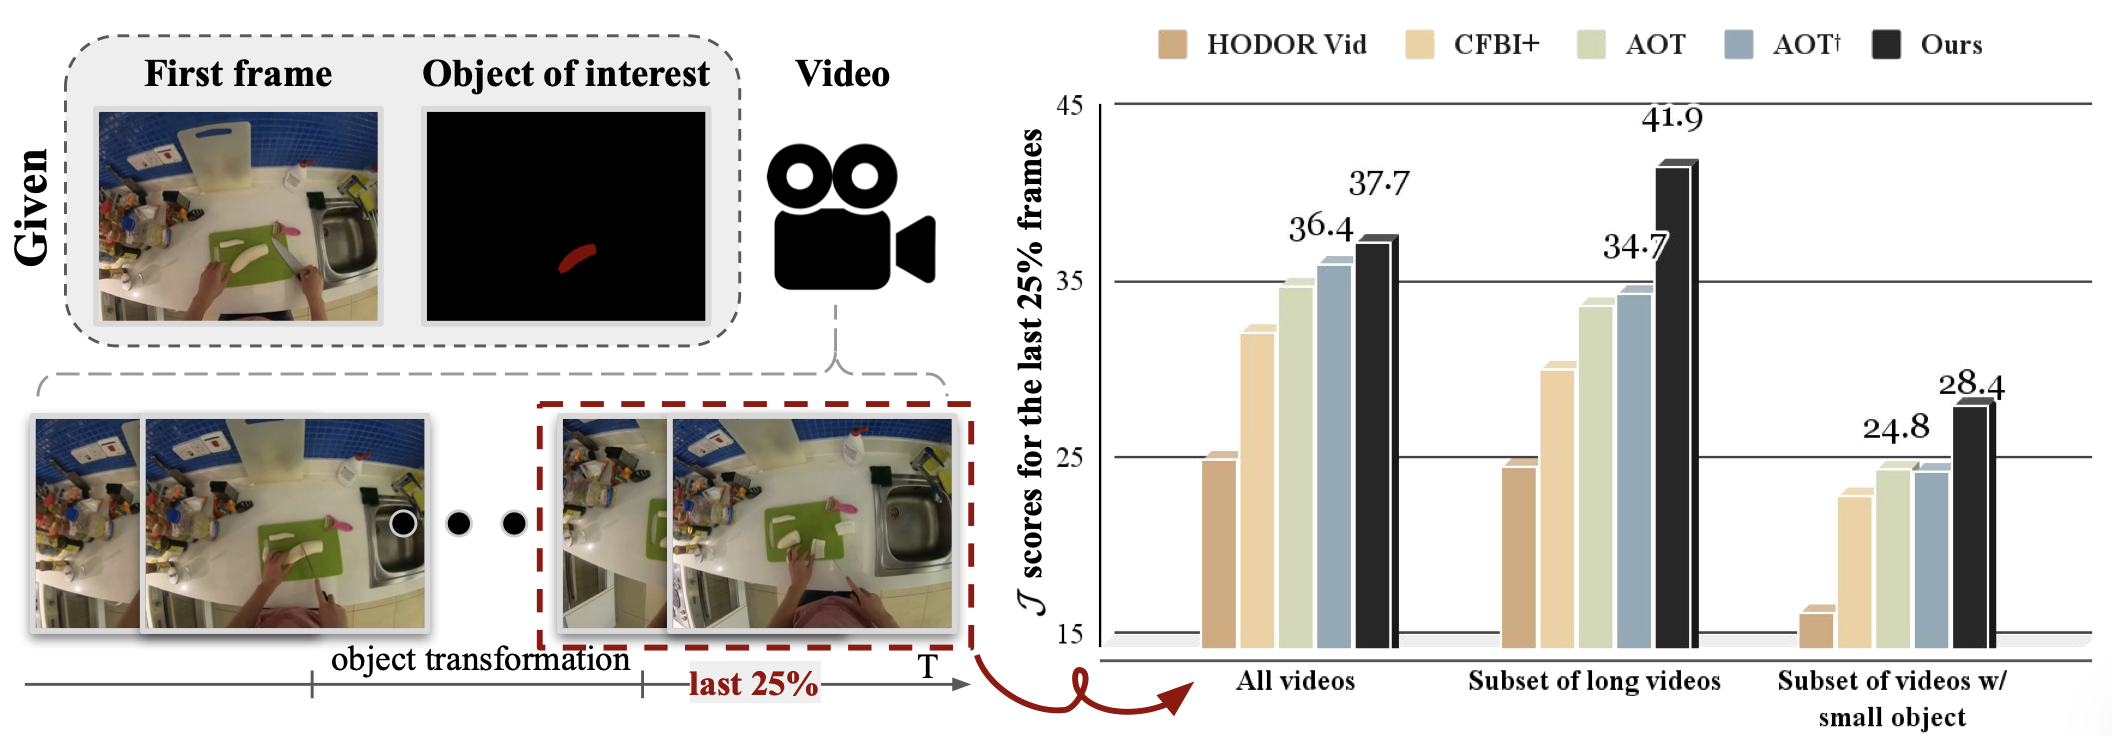 Given
First frame
Object of interest
Video
object transformation
last 25%
T
HODOR Vid
CFBI+
AOT
AOT†
Ours
𝒥 scores for the last 25% frames
45
35
25
15
36.4
37.7
34.7
41.9
24.8
28.4
All videos
Subset of long videos
Subset of videos w/
small object